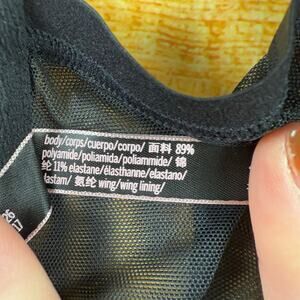 body/corps/cuerpo/corpo/ 面料 89%
polyamide/poliamida/poliammide/ 锦
纶 11% elastane/élasthanne/elastano/
elastam/ 氨纶 wing/wing lining/